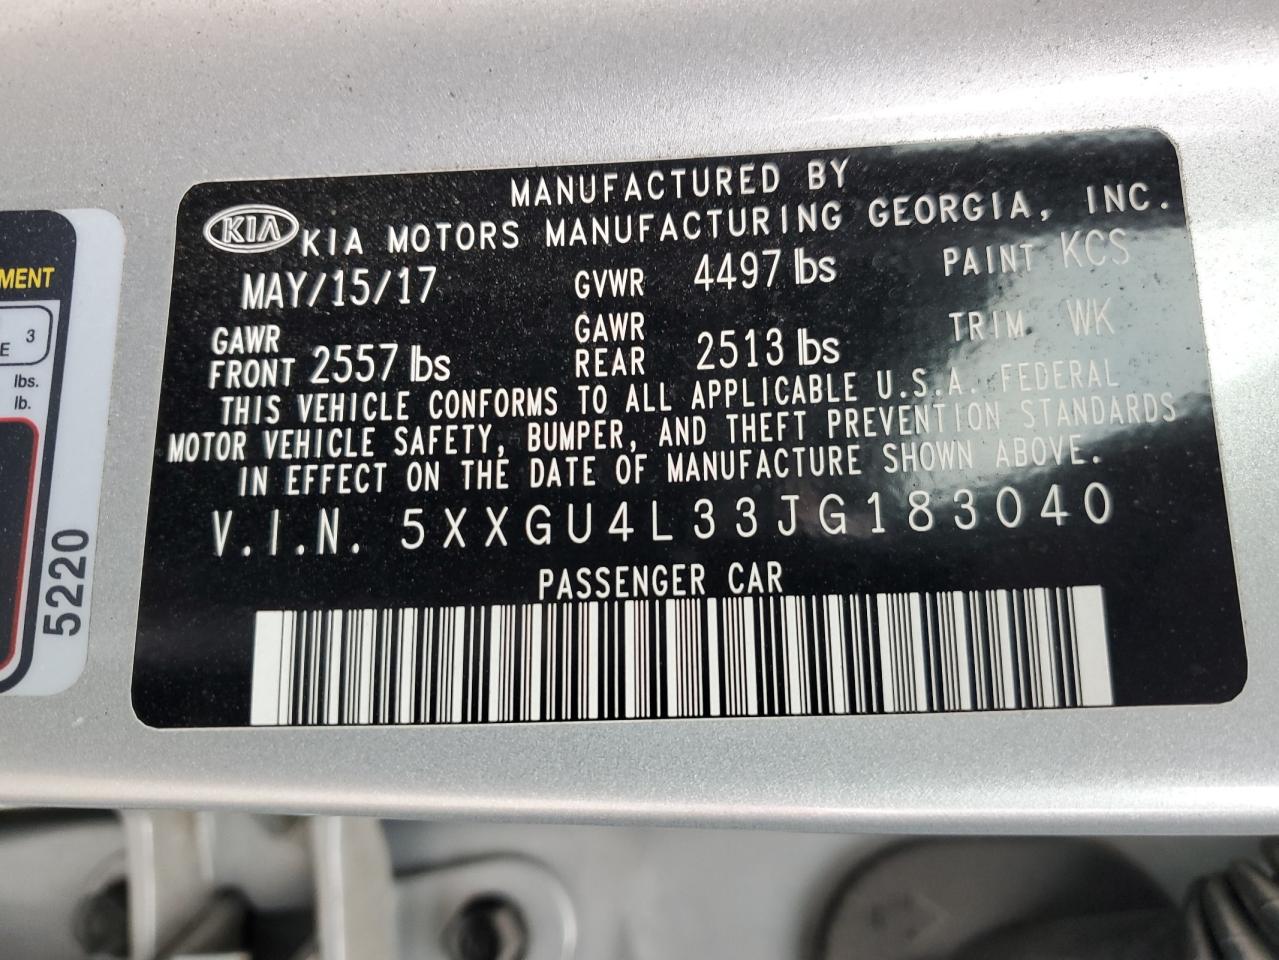 MANUFACTURED BY
KIA KIA MOTORS MANUFACTURING GEORGIA, INC.
MAY/15/17 GVWR 4497 lbs PAINT KCS
GAWR FRONT 2557 lbs GAWR REAR 2513 lbs TRIM WK
THIS VEHICLE CONFORMS TO ALL APPLICABLE U.S.A. FEDERAL
MOTOR VEHICLE SAFETY, BUMPER, AND THEFT PREVENTION STANDARDS
IN EFFECT ON THE DATE OF MANUFACTURE SHOWN ABOVE.
V.I.N. 5XXGU4L33JG183040
PASSENGER CAR
MENT
3
E
lbs.
lb.
5220